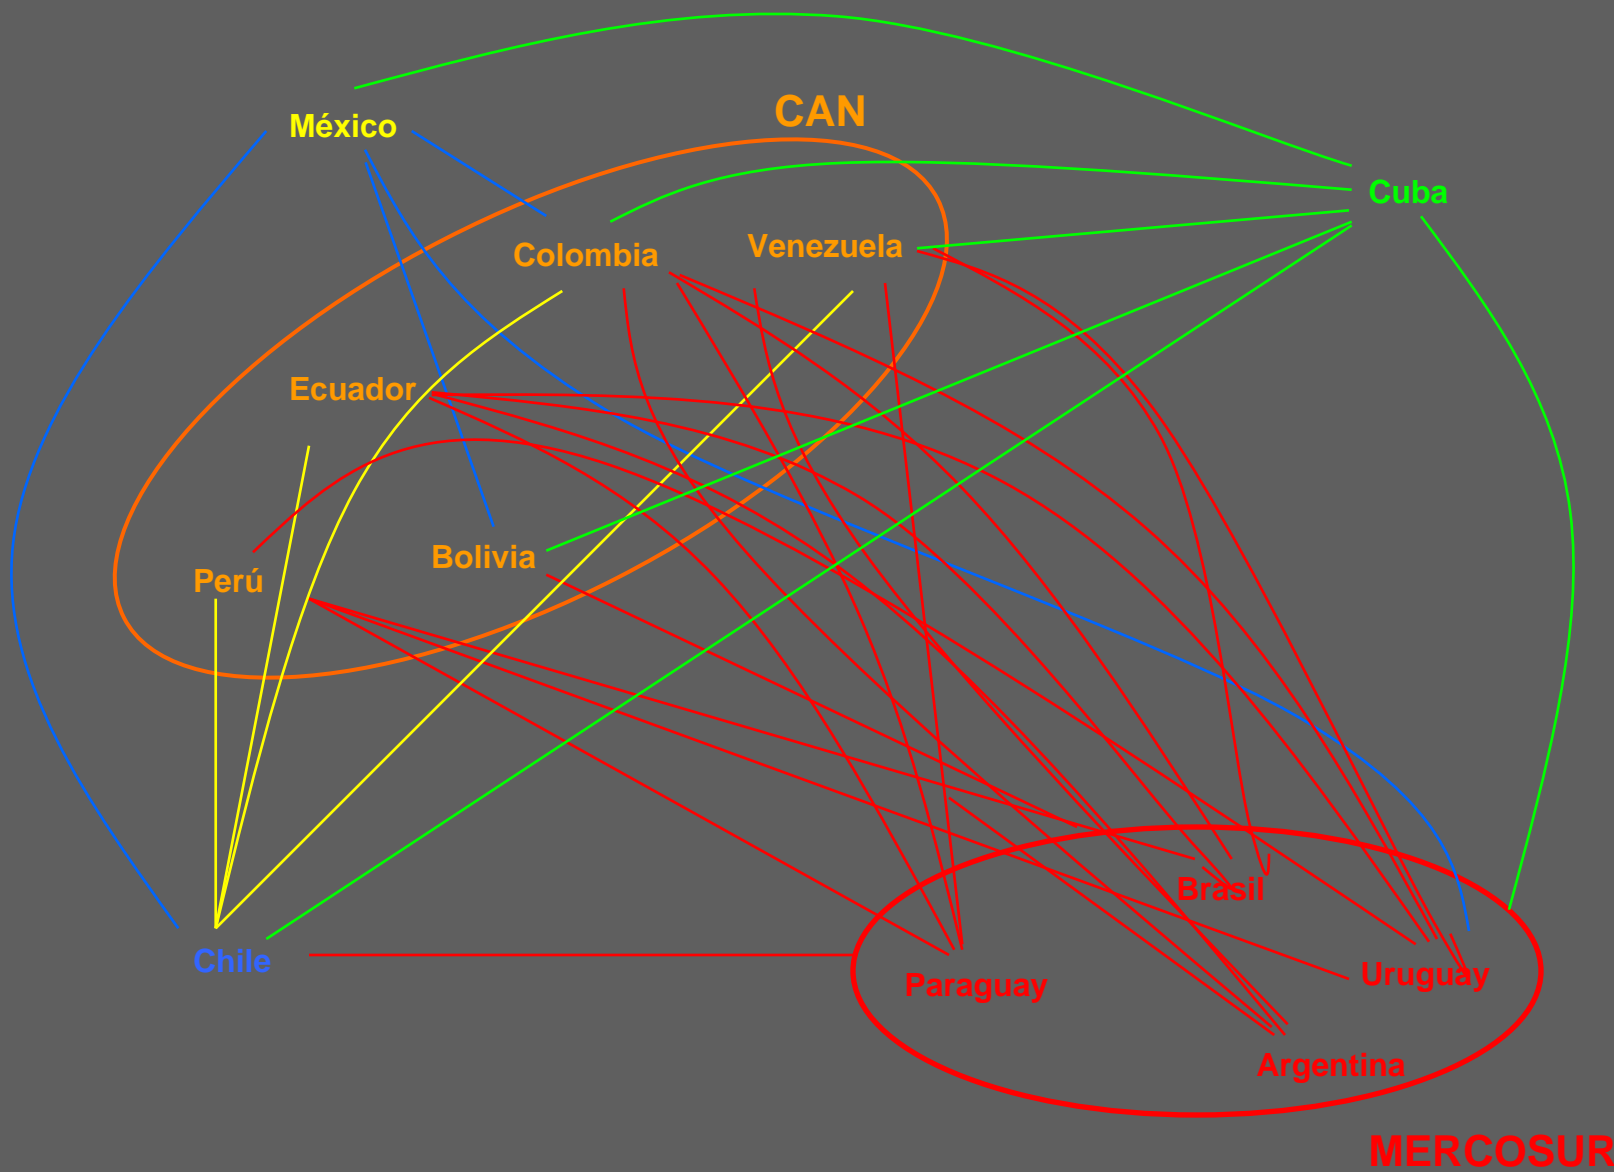 CAN
México
Cuba
Colombia
Venezuela
Ecuador
Bolivia
Perú
Brasil
Chile
Paraguay
Uruguay
Argentina
MERCOSUR